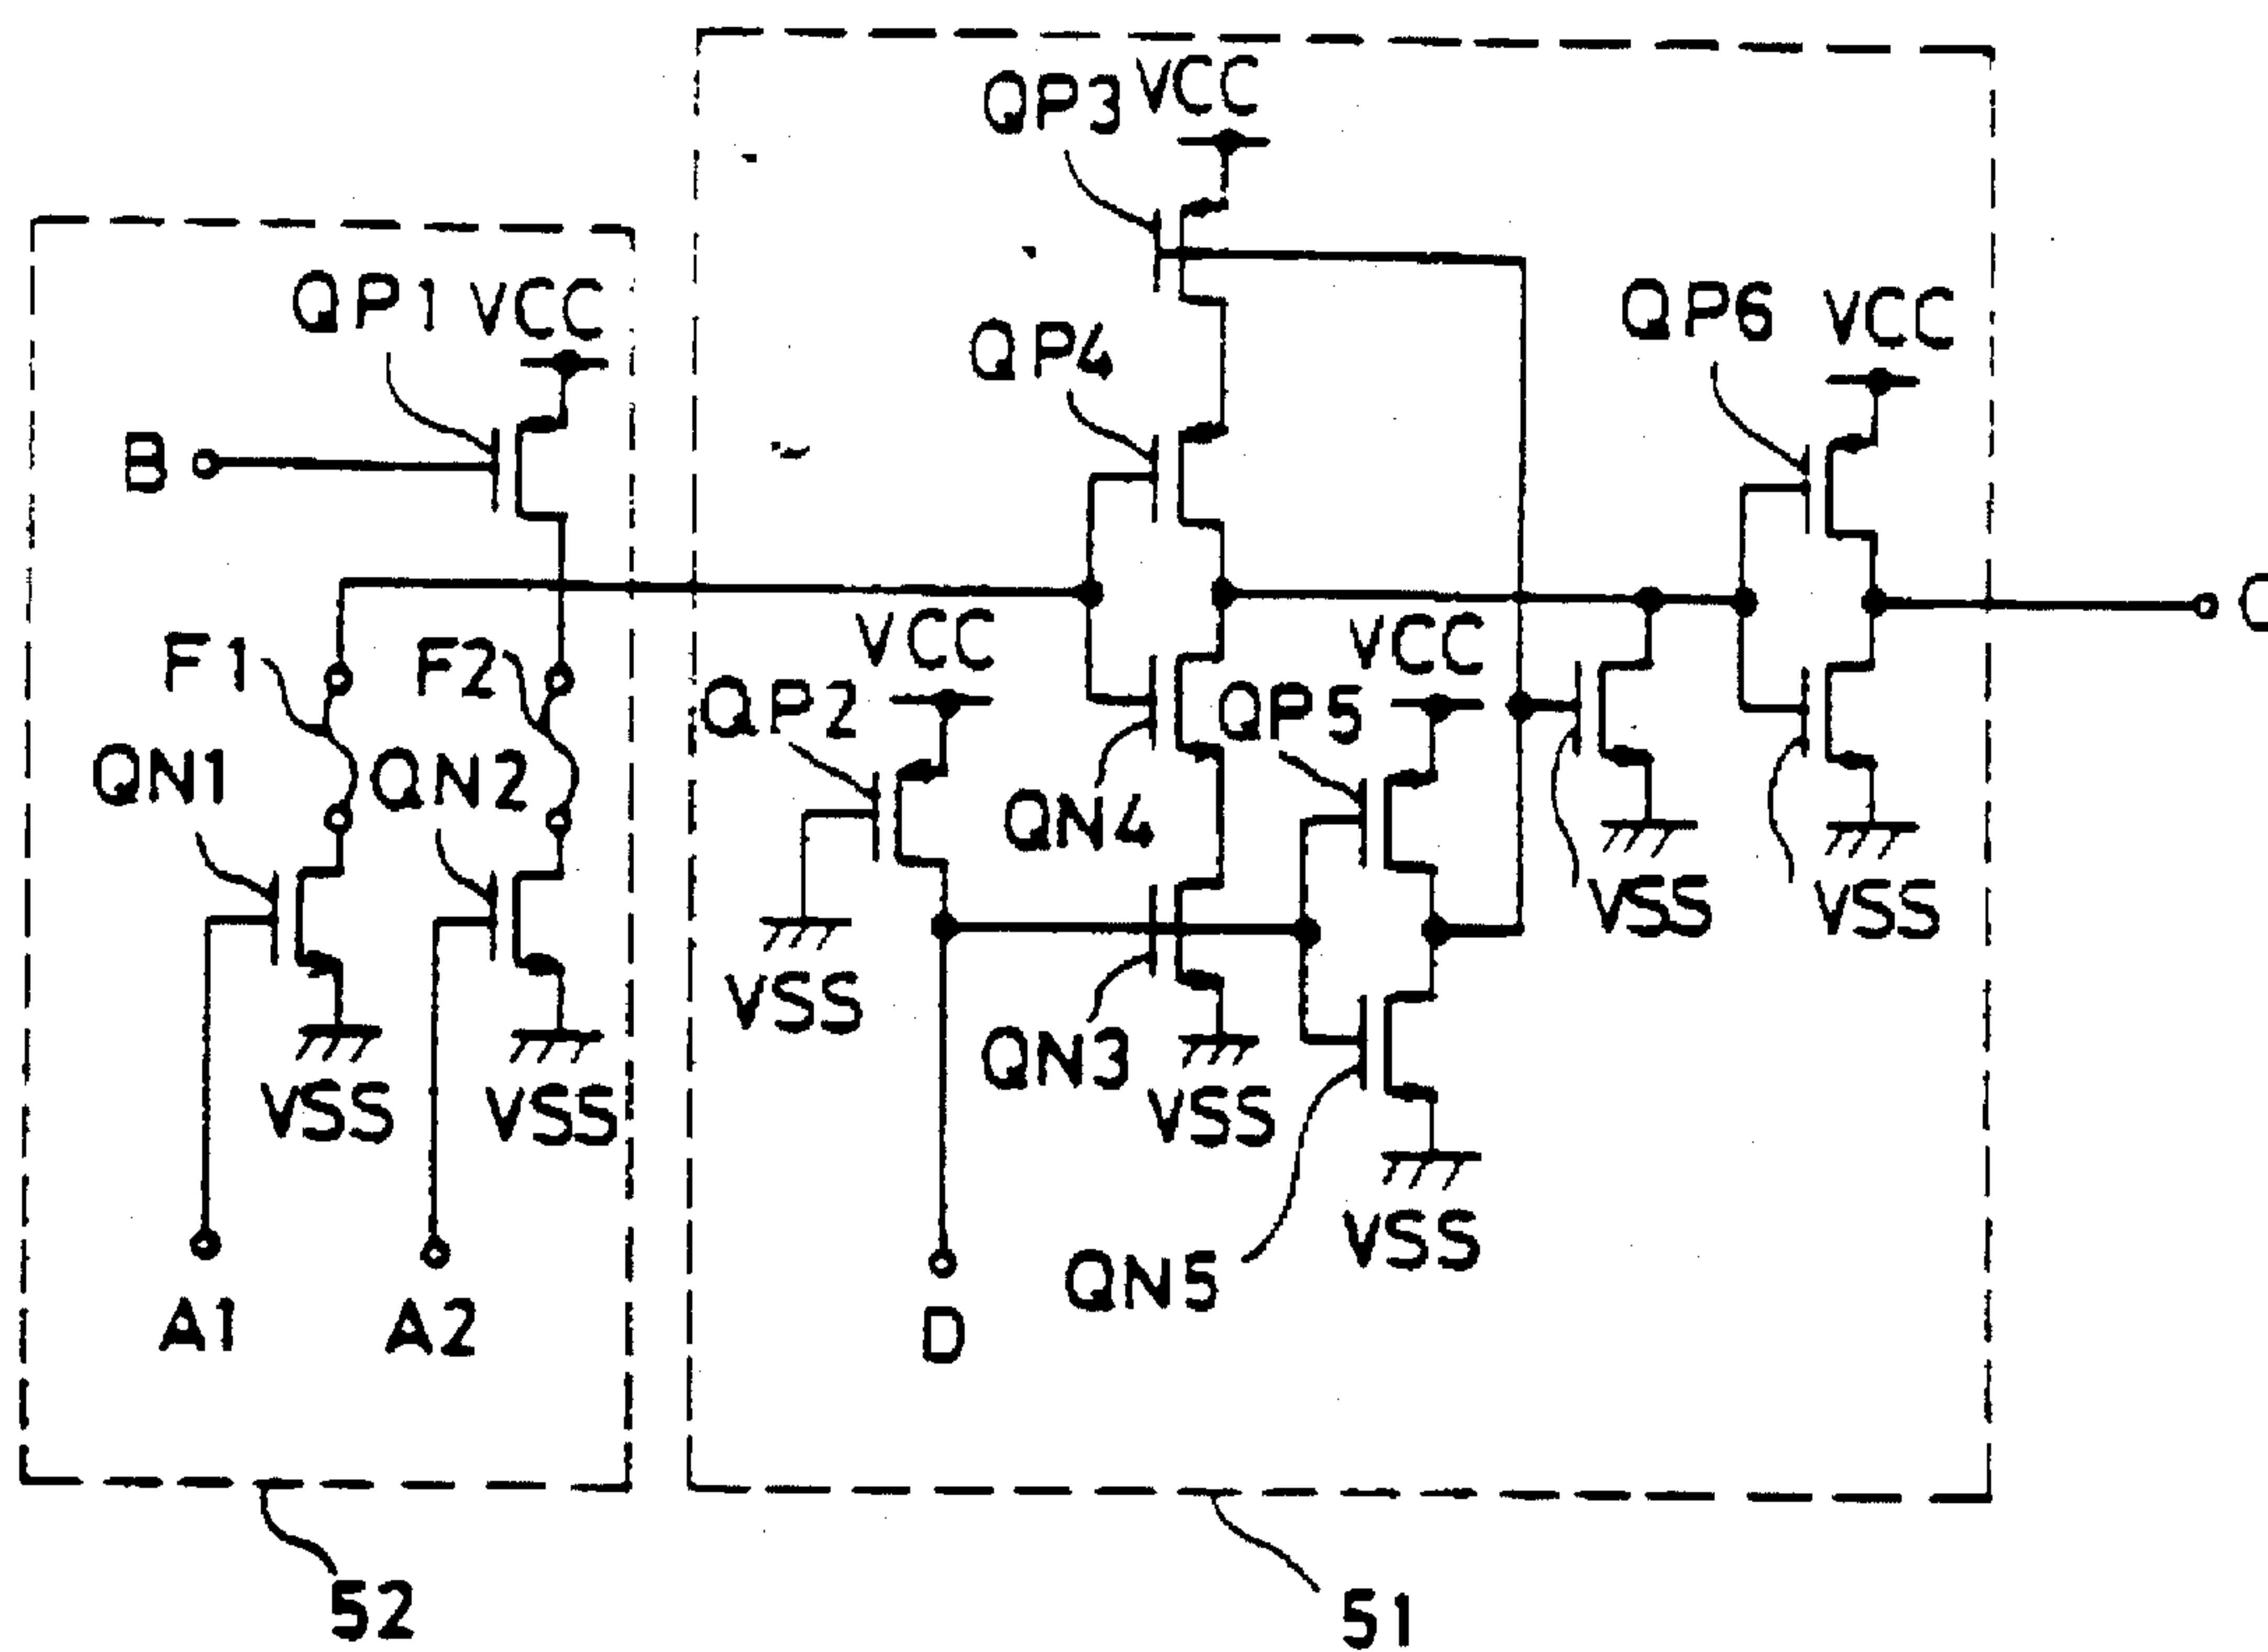 QP3 VCC
QP1 VCC
QP6 VCC
QP4
B
F1 F2
VCC
VCC
QP2
QP5
QN1 QN2
QN4
VSS VSS
VSS
QN3
VSS VSS
VSS
VSS
QN5
A1 A2
D
52
51